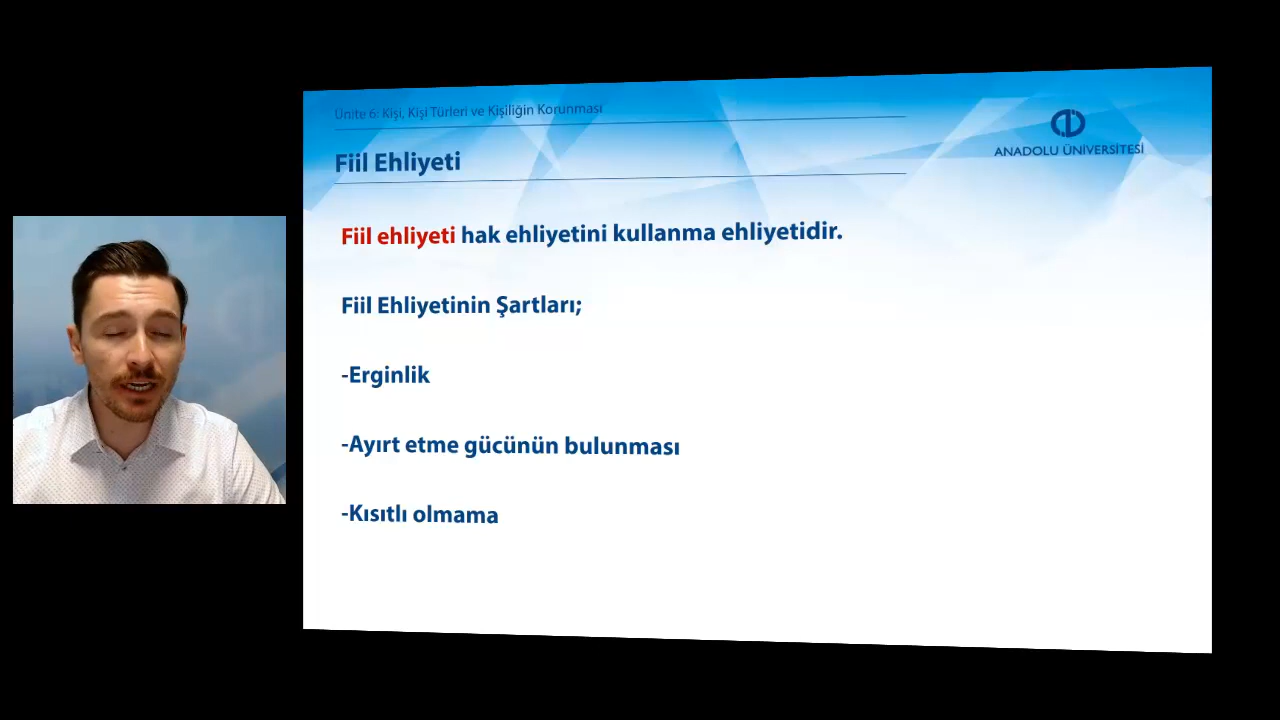 Ünite 6: Kişi, Kişi Türleri ve Kişiliğin Korunması
ANADOLU ÜNİVERSİTESİ
Fiil Ehliyeti
Fiil ehliyeti hak ehliyetini kullanma ehliyetidir.
Fiil Ehliyetinin Şartları;
-Erginlik
-Ayırt etme gücünün bulunması
-Kısıtlı olmama